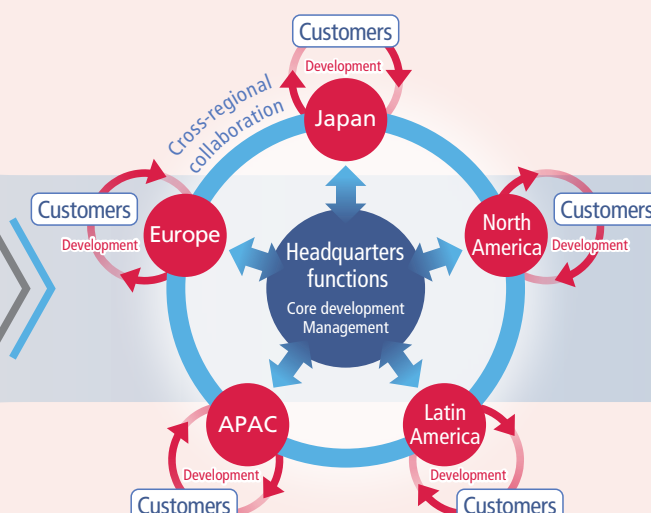 Customers
Development
Japan
Cross-regional
collaboration
Customers
Development
Europe
North
America
Customers
Development
Headquarters
functions
Core development
Management
APAC
Development
Customers
Latin
America
Development
Customers